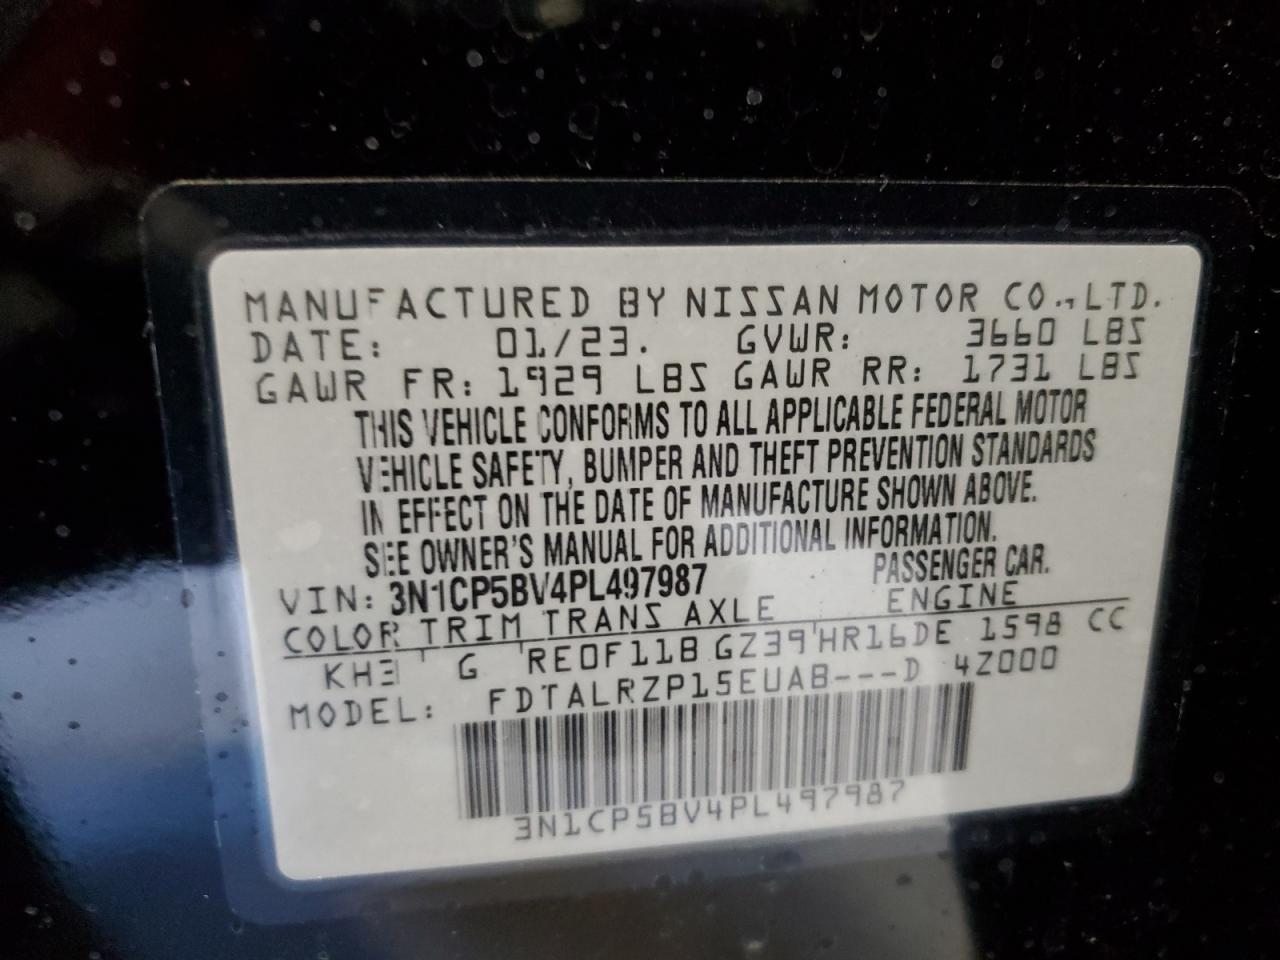 MANUFACTURED BY NISSAN MOTOR CO., LTD.
DATE: 01/23. GVWR: 3660 LBS
GAWR FR: 1929 LBS GAWR RR: 1731 LBS
THIS VEHICLE CONFORMS TO ALL APPLICABLE FEDERAL MOTOR
VEHICLE SAFETY, BUMPER AND THEFT PREVENTION STANDARDS
IN EFFECT ON THE DATE OF MANUFACTURE SHOWN ABOVE.
SEE OWNER'S MANUAL FOR ADDITIONAL INFORMATION.
VIN: 3N1CP5BV4PL497987 PASSENGER CAR.
COLOR TRIM TRANS AXLE ENGINE
KH3 G RE0F11B GZ39 HR16DE 1598 CC
MODEL: FDTALRZP15EUAB---D 4Z000
3N1CP5BV4PL497987